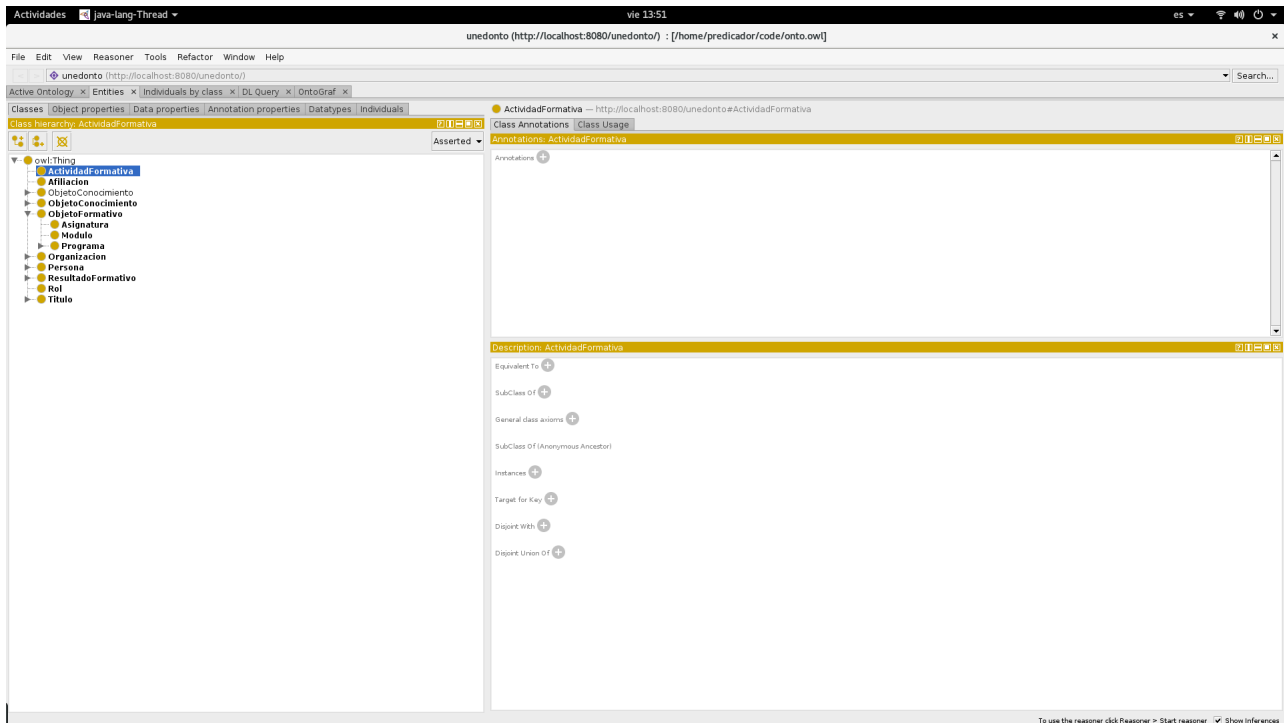 Actividades java-lang-Thread vie 13:51 es
unedonto (http://localhost:8080/unedonto/) : [/home/predicador/code/onto.owl]
File Edit View Reasoner Tools Refactor Window Help
unedonto (http://localhost:8080/unedonto/) Search...
Active Ontology × Entities × Individuals by class × DL Query × OntoGraf ×
Classes Object properties Data properties Annotation properties Datatypes Individuals
Class hierarchy: ActividadFormativa
Asserted
owl:Thing
ActividadFormativa
Afiliacion
ObjetoConocimiento
ObjetoConocimiento
ObjetoFormativo
Asignatura
Modulo
Programa
Organizacion
Persona
ResultadoFormativo
Rol
Titulo
ActividadFormativa — http://localhost:8080/unedonto#ActividadFormativa
Class Annotations Class Usage
Annotations: ActividadFormativa
Annotations
Description: ActividadFormativa
Equivalent To
SubClass Of
General class axioms
SubClass Of (Anonymous Ancestor)
Instances
Target for Key
Disjoint With
Disjoint Union Of
To use the reasoner click Reasoner > Start reasoner Show Inferences